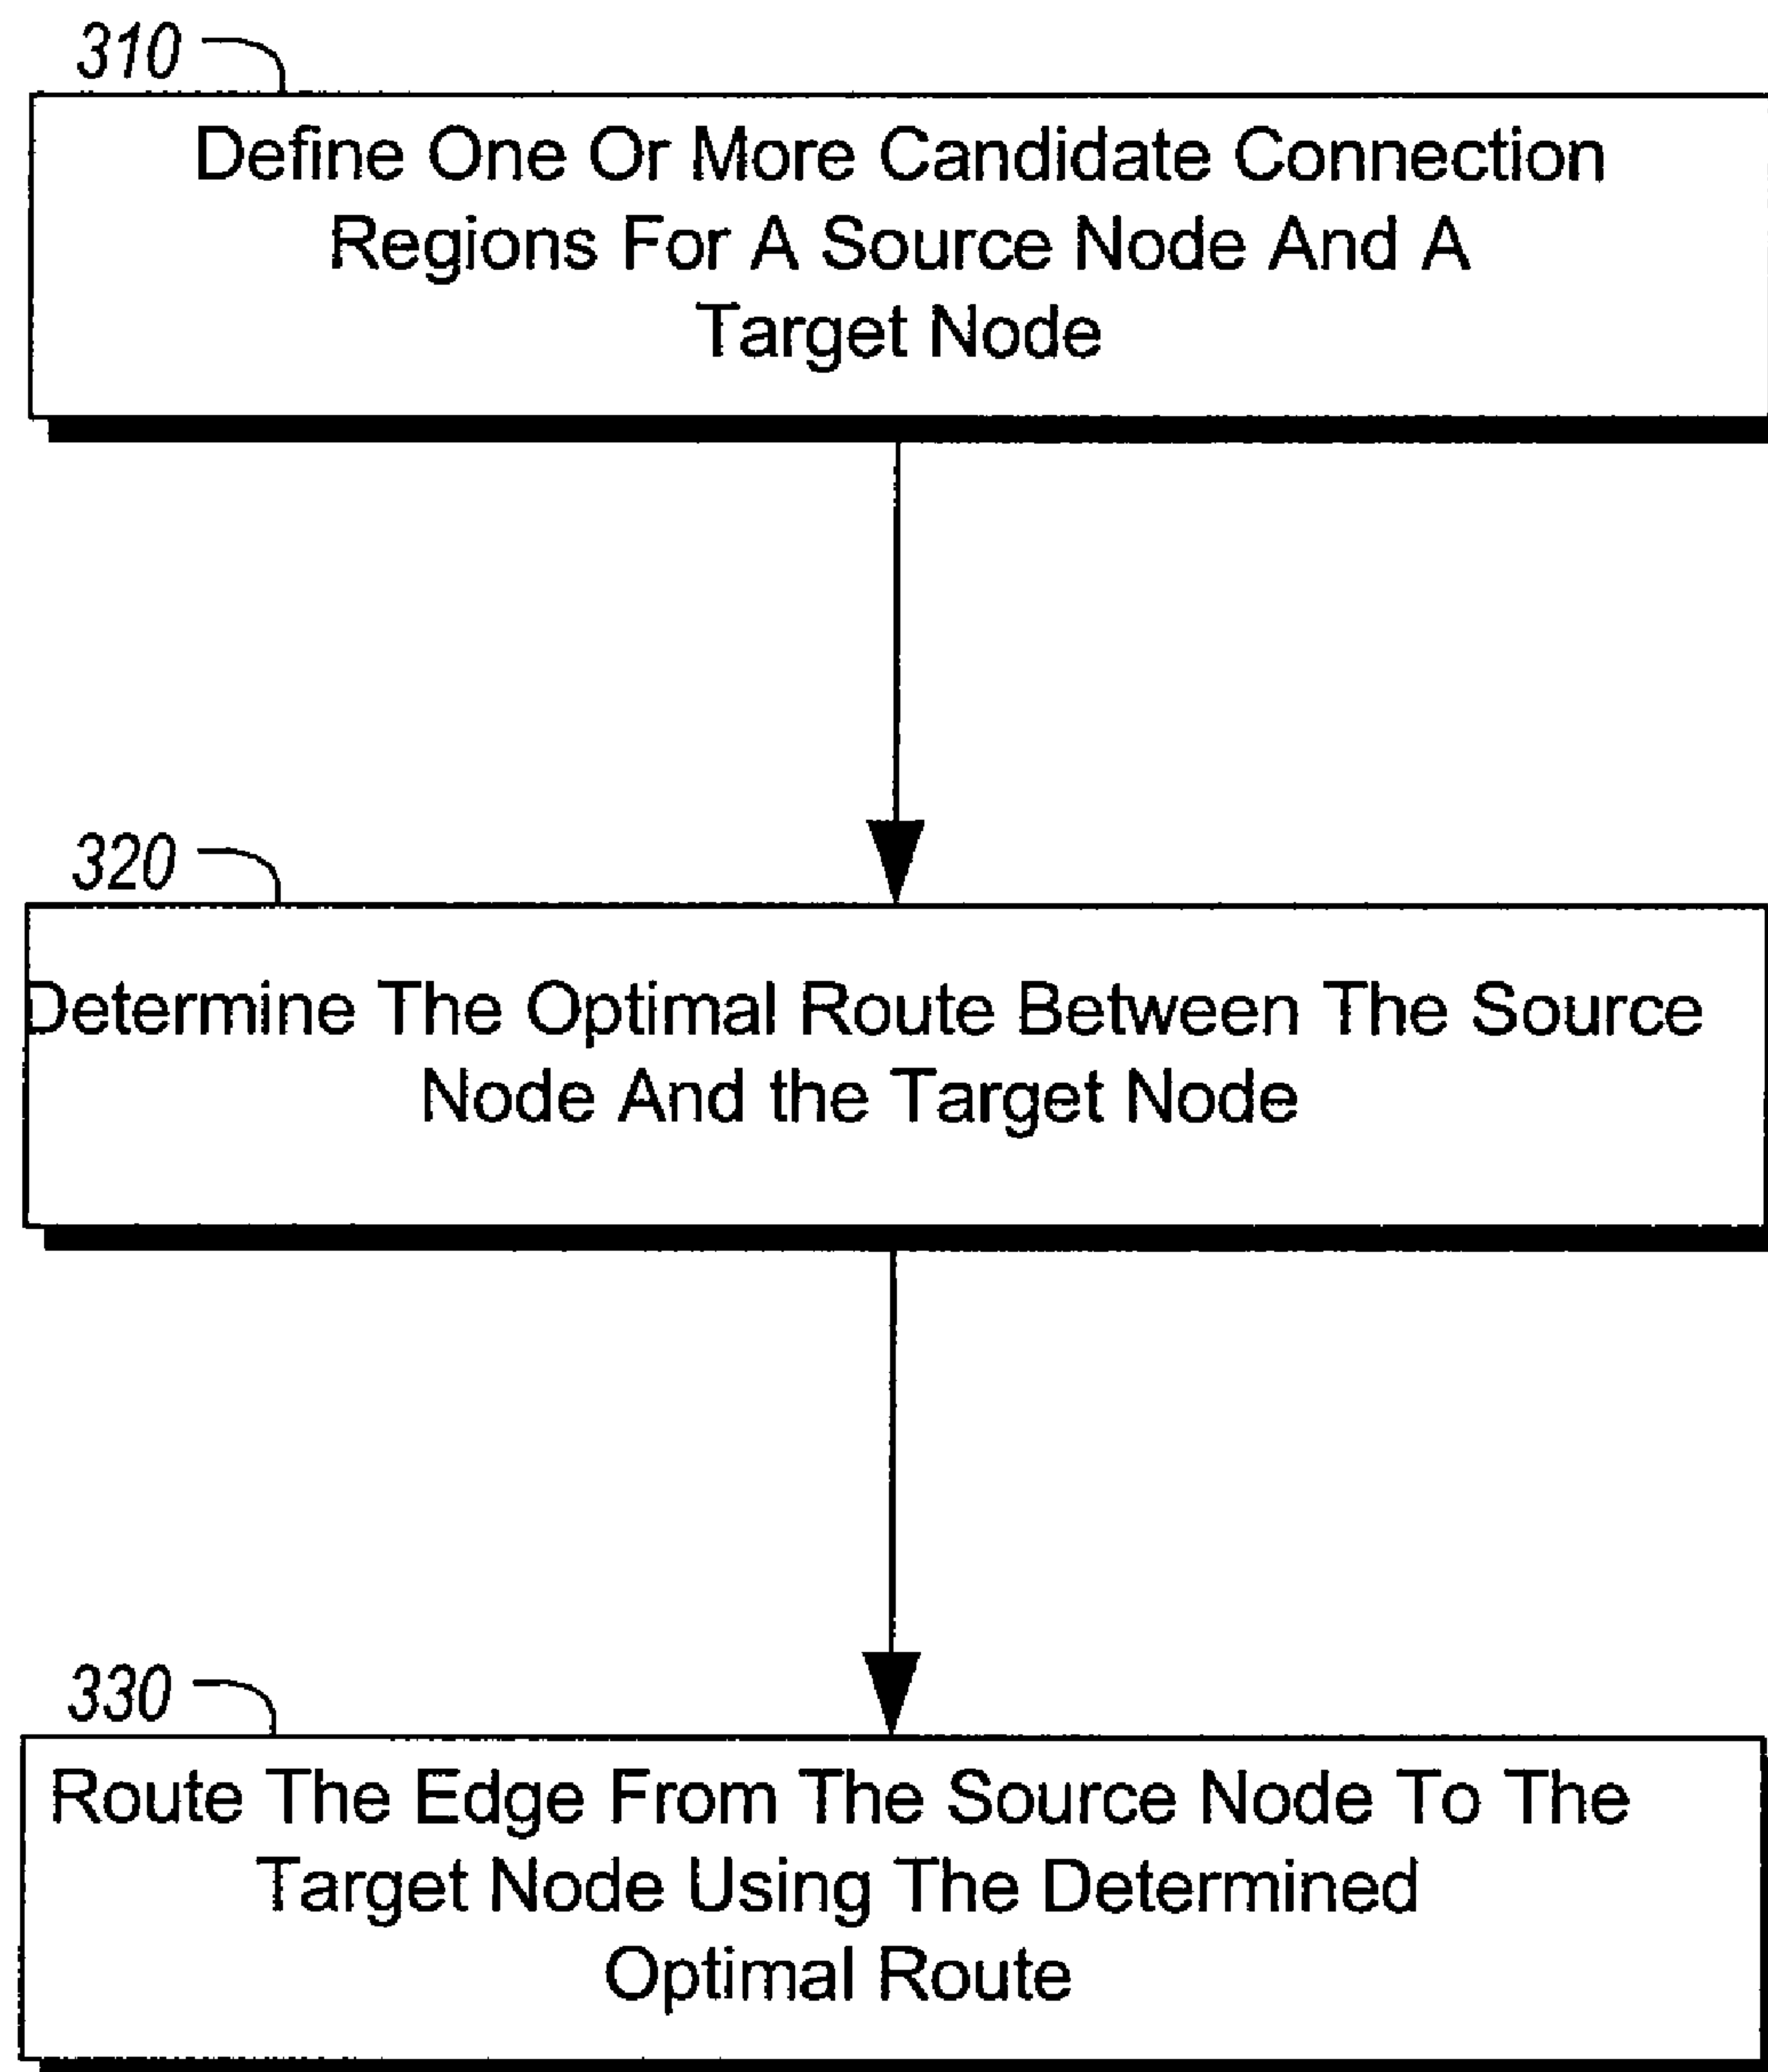 310
Define One Or More Candidate Connection
Regions For A Source Node And A
Target Node
320
Determine The Optimal Route Between The Source
Node And the Target Node
330
Route The Edge From The Source Node To The
Target Node Using The Determined
Optimal Route